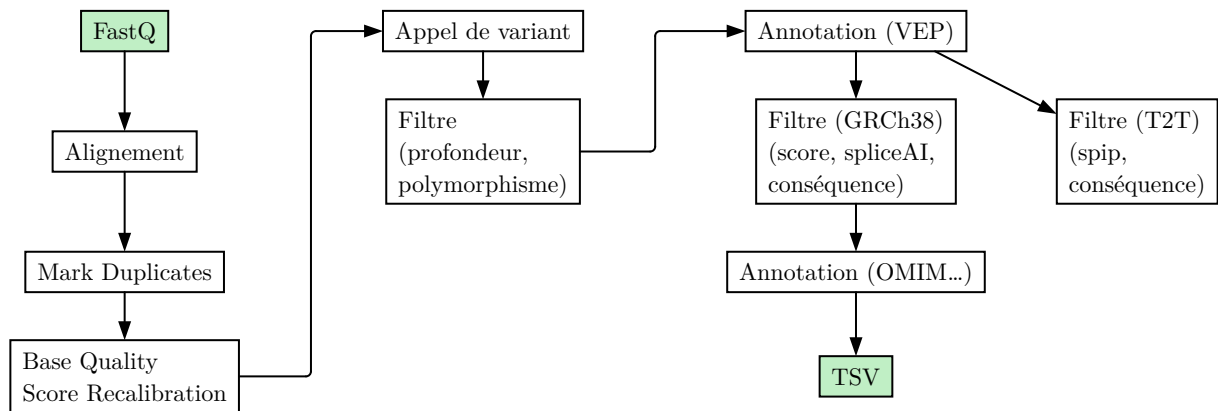 FastQ
Alignement
Mark Duplicates
Base Quality
Score Recalibration
Appel de variant
Filtre
(profondeur,
polymorphisme)
Annotation (VEP)
Filtre (GRCh38)
(score, spliceAI,
conséquence)
Filtre (T2T)
(spip,
conséquence)
Annotation (OMIM…)
TSV